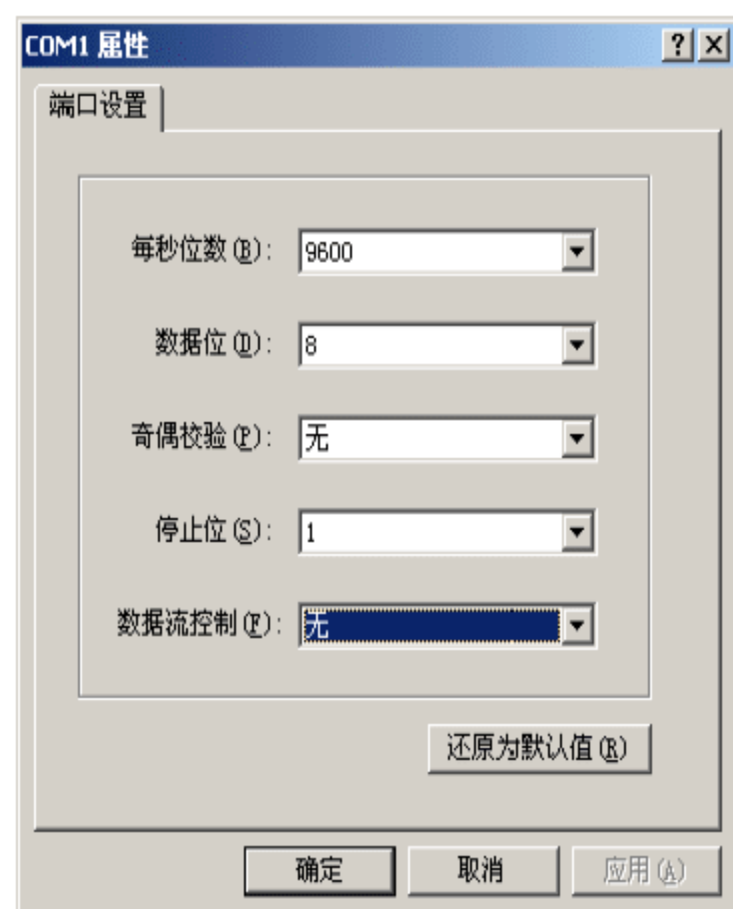 COM1 属性
端口设置
每秒位数(B): 9600
数据位(D): 8
奇偶校验(P): 无
停止位(S): 1
数据流控制(F): 无
还原为默认值(R)
确定 取消 应用(A)